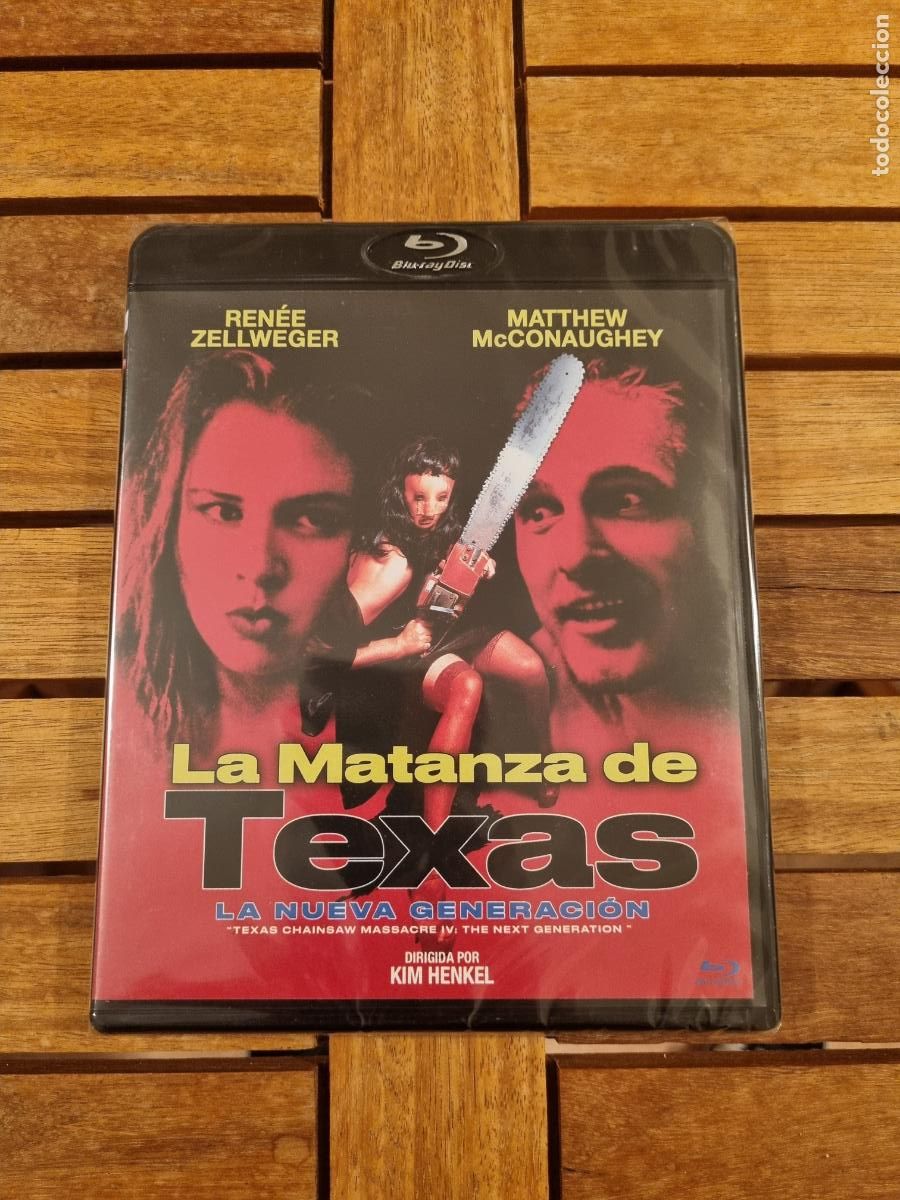 todocoleccion
Blu-ray Disc
RENÉE
ZELLWEGER
MATTHEW
McCONAUGHEY
La Matanza de
Texas
LA NUEVA GENERACIÓN
"TEXAS CHAINSAW MASSACRE IV: THE NEXT GENERATION "
DIRIGIDA POR
KIM HENKEL